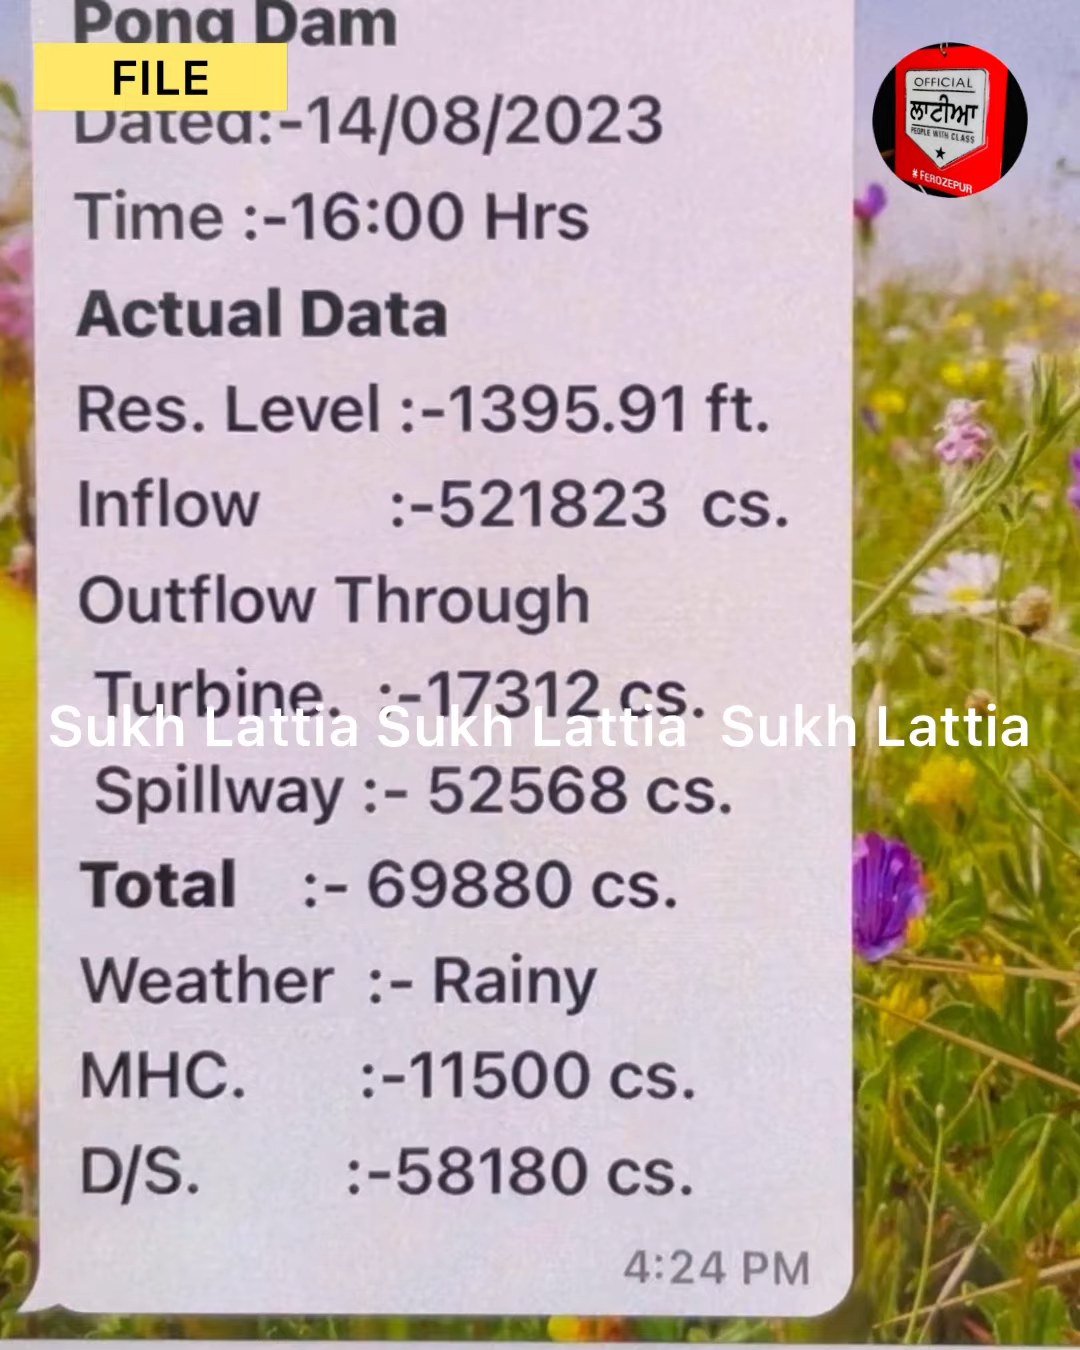 Pong Dam
FILE
Dated:-14/08/2023
Time :-16:00 Hrs
Actual Data
Res. Level :-1395.91 ft.
Inflow :-521823 cs.
Outflow Through
Turbine. :-17312 cs.
Sukh Lattia Sukh Lattia Sukh Lattia
Spillway :- 52568 cs.
Total :- 69880 cs.
Weather :- Rainy
MHC. :-11500 cs.
D/S. :-58180 cs.
4:24 PM
OFFICIAL
ਲਾਟੀਆ
PEOPLE WITH CLASS
# FEROZEPUR